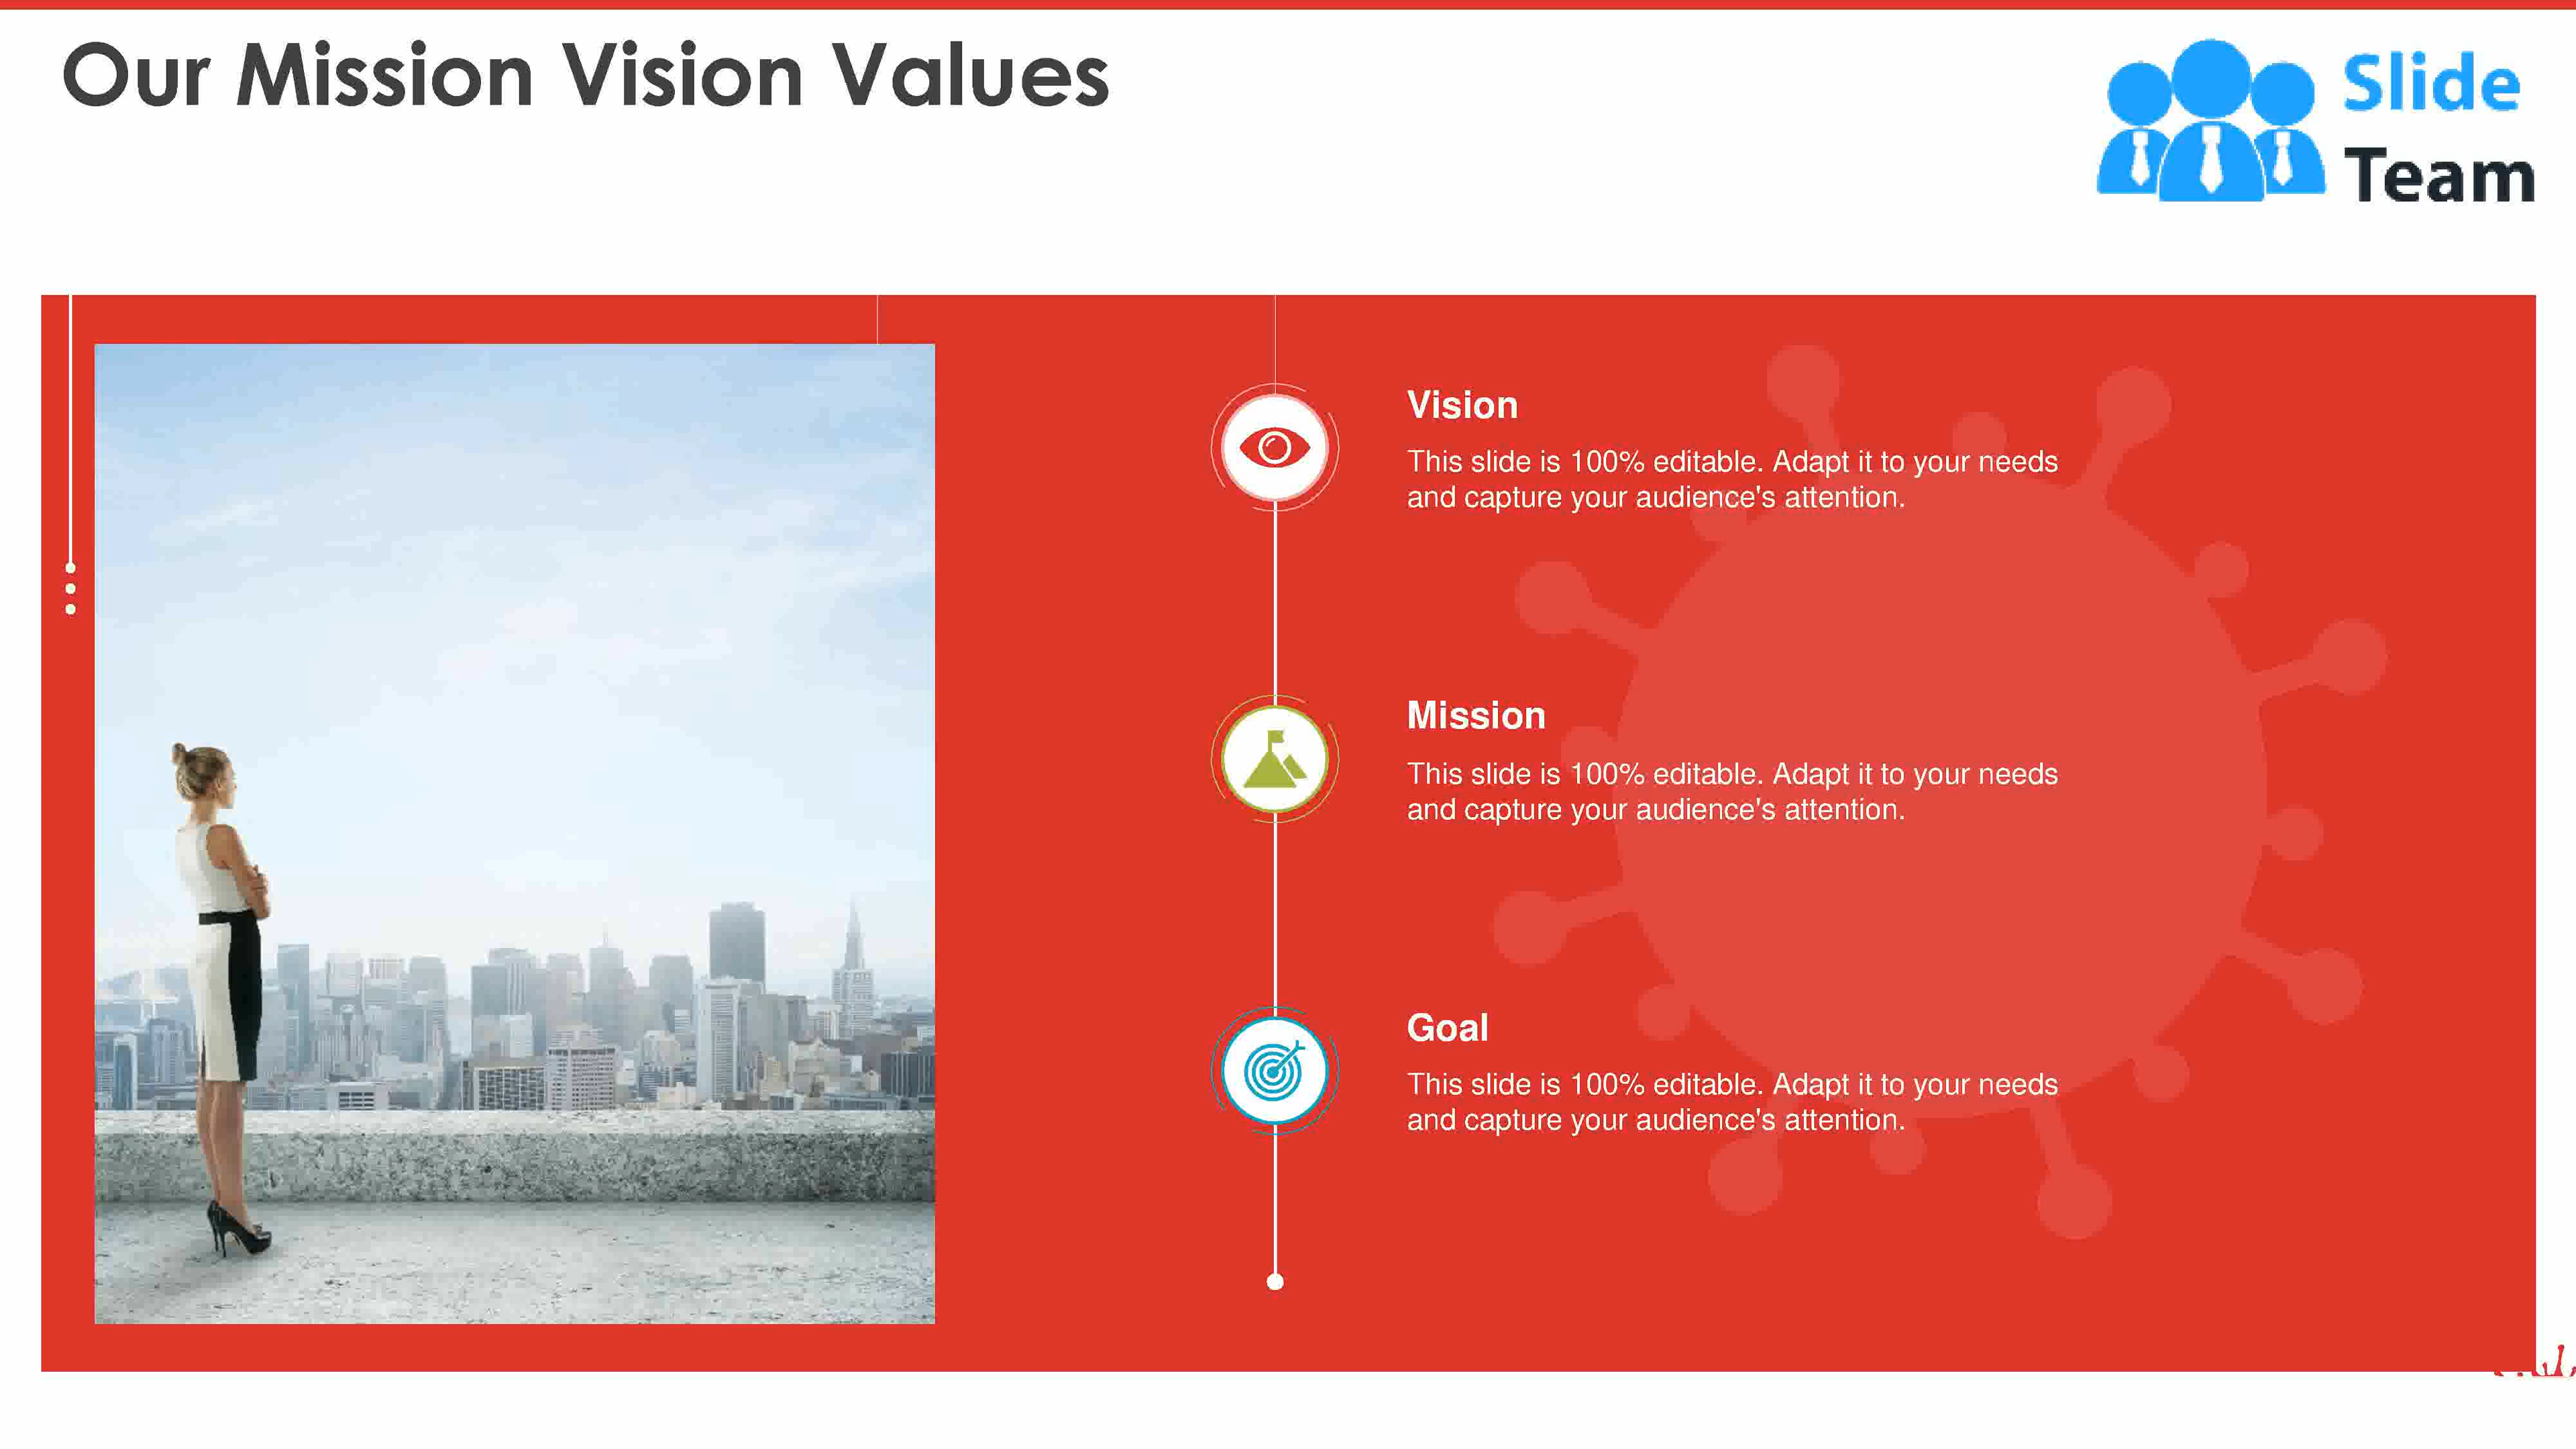 Our Mission Vision Values
Slide
Team
Vision
This slide is 100% editable. Adapt it to your needs
and capture your audience's attention.
Mission
This slide is 100% editable. Adapt it to your needs
and capture your audience's attention.
Goal
This slide is 100% editable. Adapt it to your needs
and capture your audience's attention.